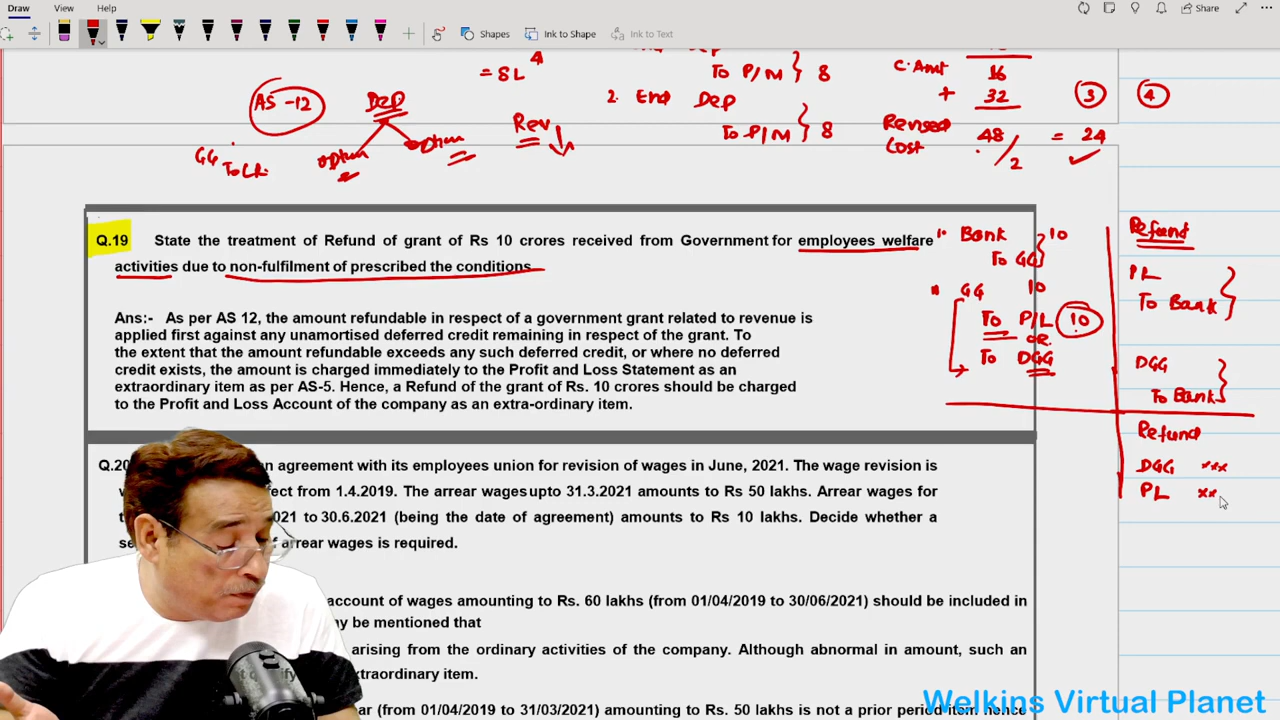 Draw View Help
Share
Shapes Ink to Shape Ink to Text
To P/M } 8
= 8L 4
C.Amt 16
+ 32
3 4
AS-12 Dep
2. End Dep
To P/M } 8
Rev
Revised Cost 48/2 = 24
GG
Q.19 State the treatment of Refund of grant of Rs 10 crores received from Government for employees welfare
activities due to non-fulfilment of prescribed the conditions.
Ans:- As per AS 12, the amount refundable in respect of a government grant related to revenue is
applied first against any unamortised deferred credit remaining in respect of the grant. To
the extent that the amount refundable exceeds any such deferred credit, or where no deferred
credit exists, the amount is charged immediately to the Profit and Loss Statement as an
extraordinary item as per AS-5. Hence, a Refund of the grant of Rs. 10 crores should be charged
to the Profit and Loss Account of the company as an extra-ordinary item.
Bank
To GG } 10
GG 10
To P/L 10
OR
To DGG
Refund
PL
To Bank
DGG
To Bank
Refund
DGG xxx
PL xx
Q.20 an agreement with its employees union for revision of wages in June, 2021. The wage revision is
fect from 1.4.2019. The arrear wages upto 31.3.2021 amounts to Rs 50 lakhs. Arrear wages for
021 to 30.6.2021 (being the date of agreement) amounts to Rs 10 lakhs. Decide whether a
of arrear wages is required.
account of wages amounting to Rs. 60 lakhs (from 01/04/2019 to 30/06/2021) should be included in
ay be mentioned that
arising from the ordinary activities of the company. Although abnormal in amount, such an
traordinary item.
ar (from 01/04/2019 to 31/03/2021) amounting to Rs. 50 lakhs is not a prior period item hence
Welkins Virtual Planet